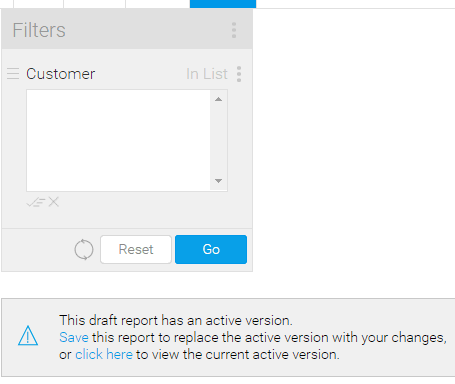 Filters
Customer In List
Reset Go
This draft report has an active version.
Save this report to replace the active version with your changes,
or click here to view the current active version.